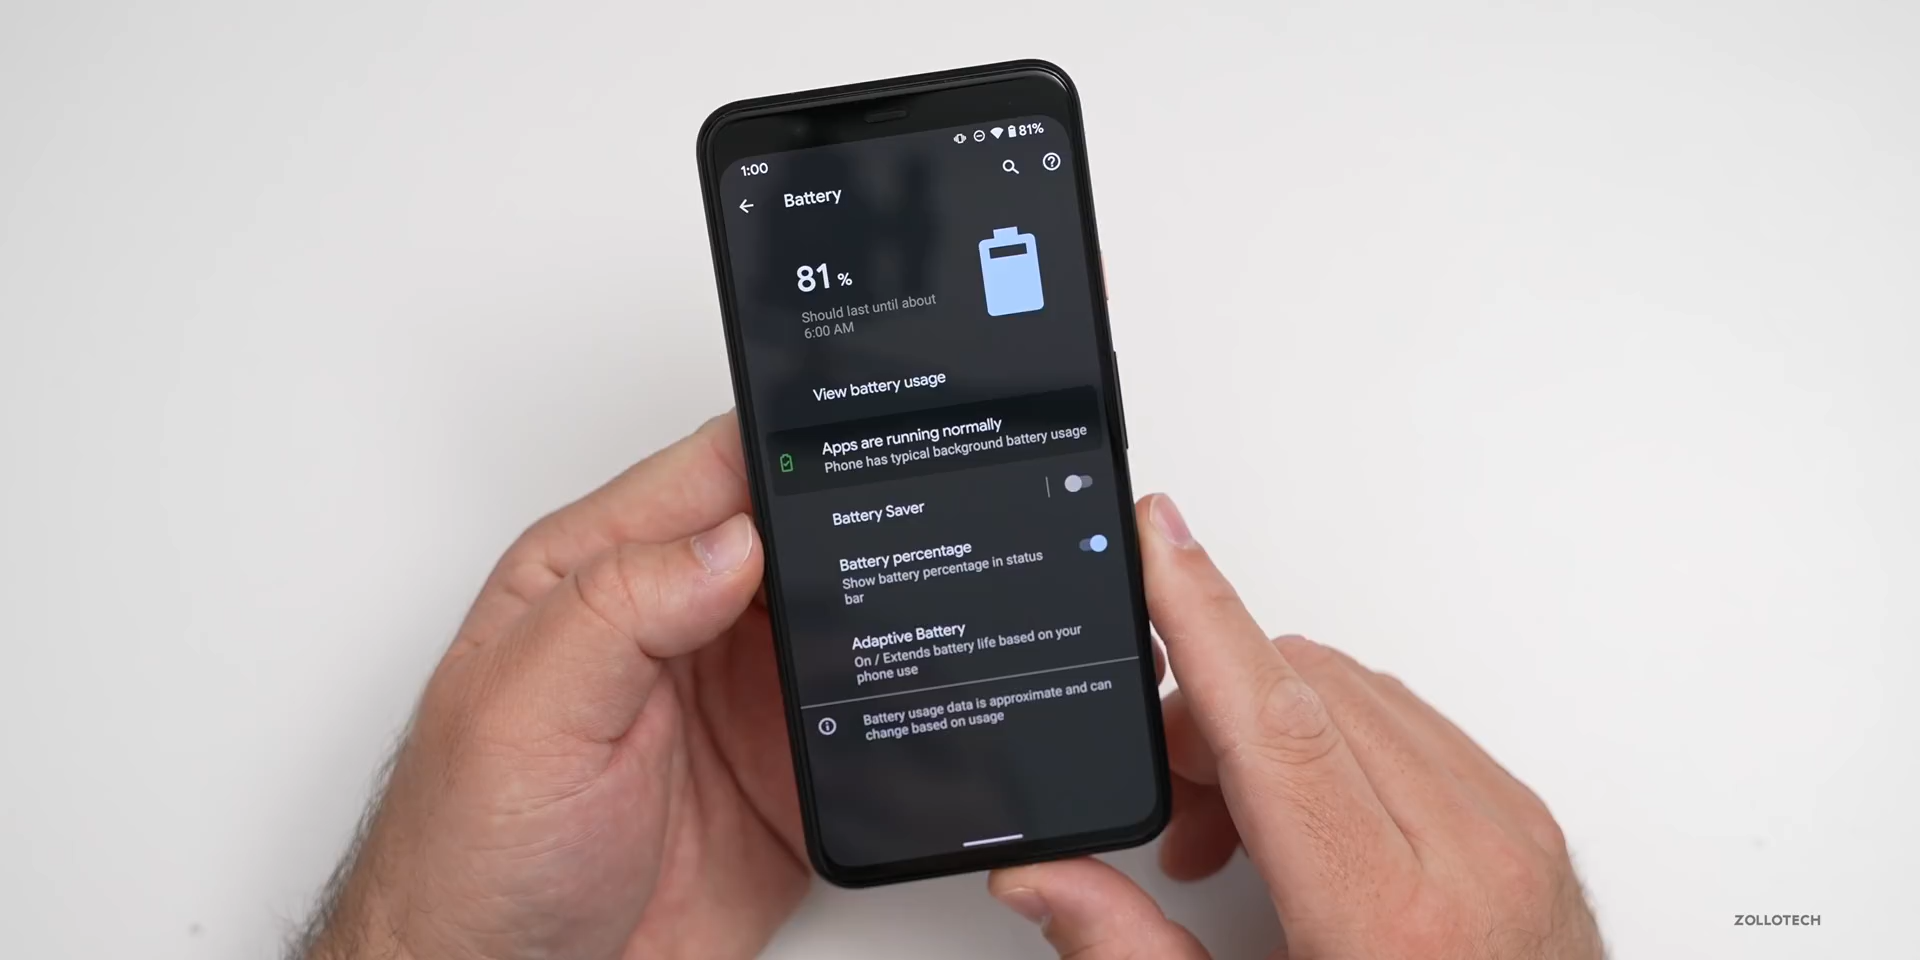 1:00
81%
Battery
81 %
Should last until about
6:00 AM
View battery usage
Apps are running normally
Phone has typical background battery usage
Battery Saver
Battery percentage
Show battery percentage in status
bar
Adaptive Battery
On / Extends battery life based on your
phone use
Battery usage data is approximate and can
change based on usage
ZOLLOTECH